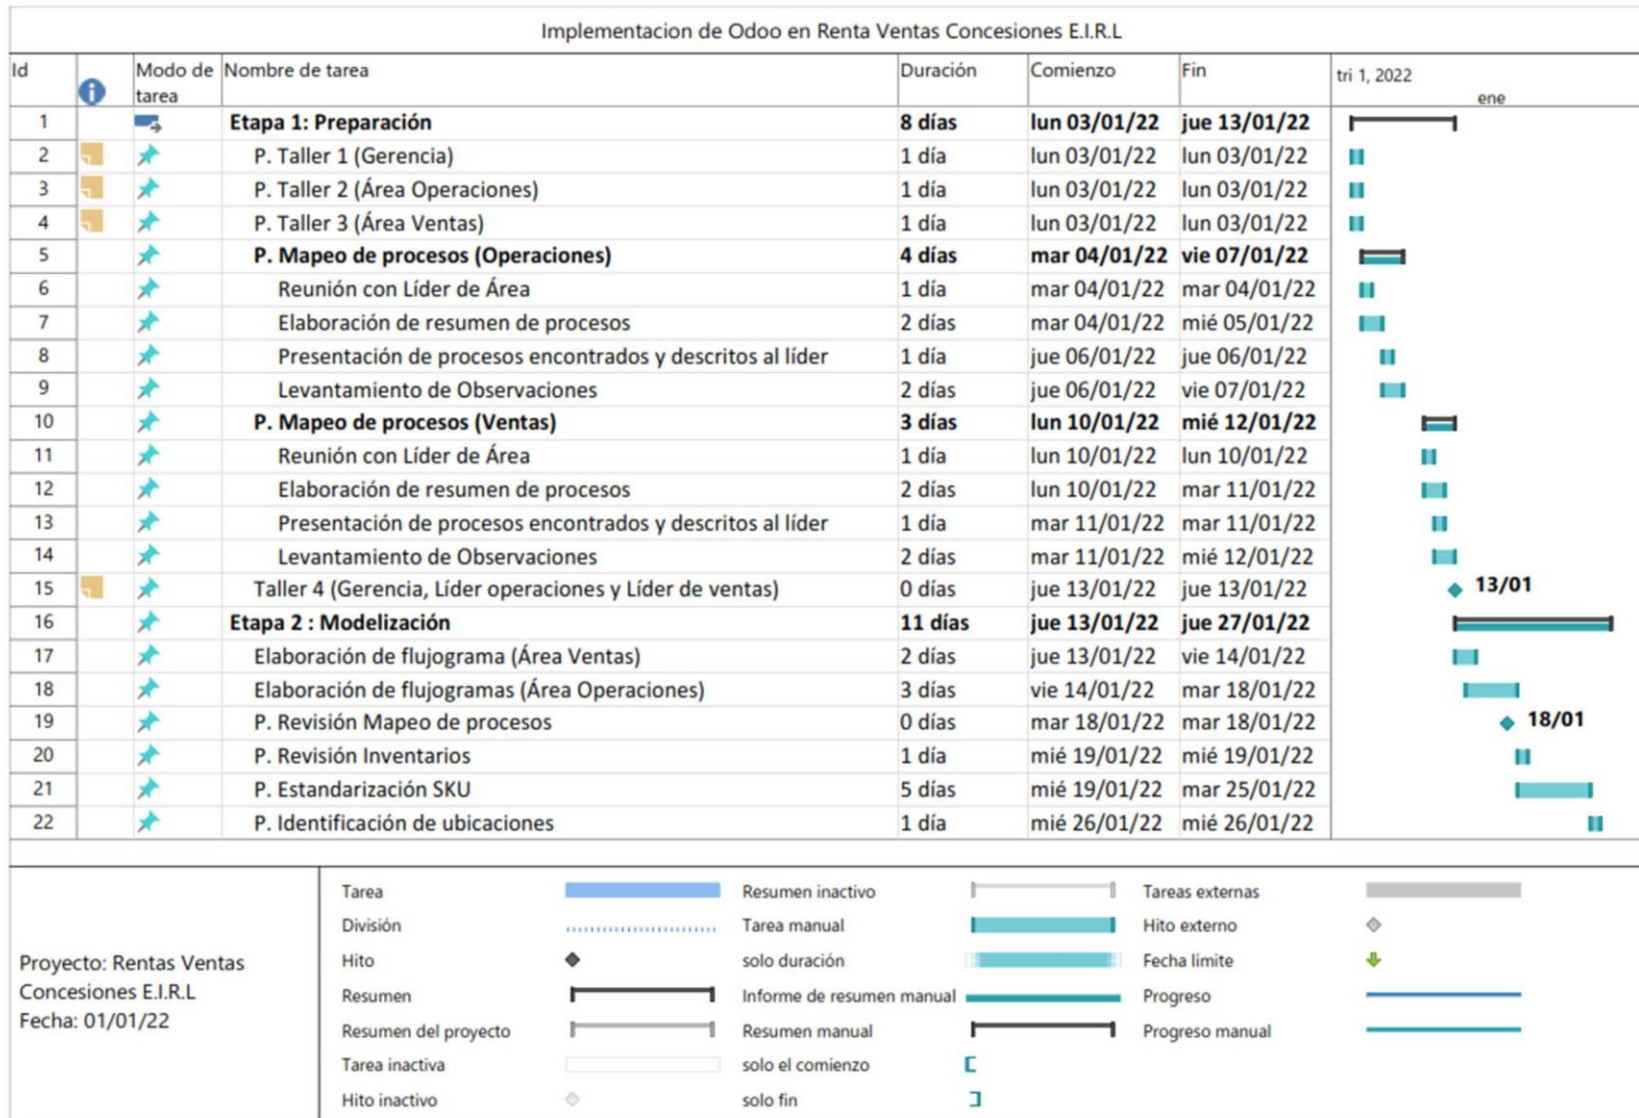 Implementacion de Odoo en Renta Ventas Concesiones E.I.R.L
Id Modo de tarea Nombre de tarea Duración Comienzo Fin tri 1, 2022 ene
1 Etapa 1: Preparación 8 días lun 03/01/22 jue 13/01/22
2 P. Taller 1 (Gerencia) 1 día lun 03/01/22 lun 03/01/22
3 P. Taller 2 (Área Operaciones) 1 día lun 03/01/22 lun 03/01/22
4 P. Taller 3 (Área Ventas) 1 día lun 03/01/22 lun 03/01/22
5 P. Mapeo de procesos (Operaciones) 4 días mar 04/01/22 vie 07/01/22
6 Reunión con Líder de Área 1 día mar 04/01/22 mar 04/01/22
7 Elaboración de resumen de procesos 2 días mar 04/01/22 mié 05/01/22
8 Presentación de procesos encontrados y descritos al líder 1 día jue 06/01/22 jue 06/01/22
9 Levantamiento de Observaciones 2 días jue 06/01/22 vie 07/01/22
10 P. Mapeo de procesos (Ventas) 3 días lun 10/01/22 mié 12/01/22
11 Reunión con Líder de Área 1 día lun 10/01/22 lun 10/01/22
12 Elaboración de resumen de procesos 2 días lun 10/01/22 mar 11/01/22
13 Presentación de procesos encontrados y descritos al líder 1 día mar 11/01/22 mar 11/01/22
14 Levantamiento de Observaciones 2 días mar 11/01/22 mié 12/01/22
15 Taller 4 (Gerencia, Líder operaciones y Líder de ventas) 0 días jue 13/01/22 jue 13/01/22 13/01
16 Etapa 2 : Modelización 11 días jue 13/01/22 jue 27/01/22
17 Elaboración de flujograma (Área Ventas) 2 días jue 13/01/22 vie 14/01/22
18 Elaboración de flujogramas (Área Operaciones) 3 días vie 14/01/22 mar 18/01/22
19 P. Revisión Mapeo de procesos 0 días mar 18/01/22 mar 18/01/22 18/01
20 P. Revisión Inventarios 1 día mié 19/01/22 mié 19/01/22
21 P. Estandarización SKU 5 días mié 19/01/22 mar 25/01/22
22 P. Identificación de ubicaciones 1 día mié 26/01/22 mié 26/01/22
Proyecto: Rentas Ventas
Concesiones E.I.R.L
Fecha: 01/01/22
Tarea Resumen inactivo Tareas externas
División Tarea manual Hito externo
Hito solo duración Fecha límite
Resumen Informe de resumen manual Progreso
Resumen del proyecto Resumen manual Progreso manual
Tarea inactiva solo el comienzo
Hito inactivo solo fin